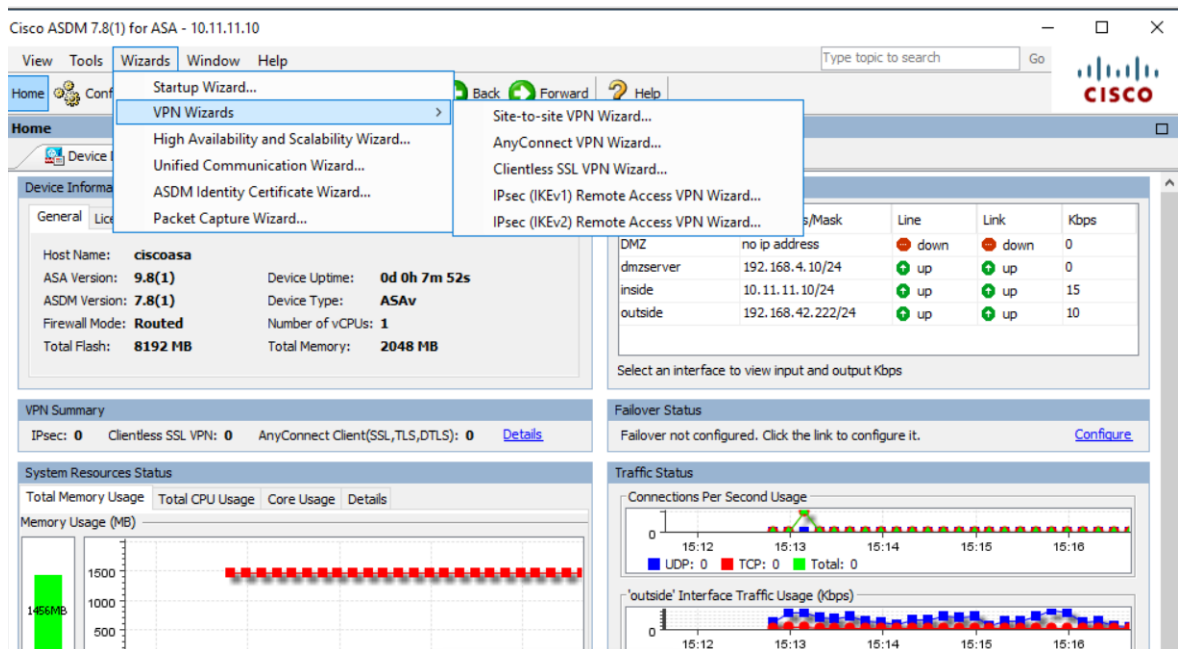 Cisco ASDM 7.8(1) for ASA - 10.11.11.10
View Tools Wizards Window Help
Type topic to search Go
Home Conf Back Forward Help
CISCO
Startup Wizard...
VPN Wizards
High Availability and Scalability Wizard...
Unified Communication Wizard...
ASDM Identity Certificate Wizard...
Packet Capture Wizard...
Site-to-site VPN Wizard...
AnyConnect VPN Wizard...
Clientless SSL VPN Wizard...
IPsec (IKEv1) Remote Access VPN Wizard...
IPsec (IKEv2) Remote Access VPN Wizard...
Home
Device
Device Informa
General Lice
Host Name: ciscoasa
ASA Version: 9.8(1) Device Uptime: 0d 0h 7m 52s
ASDM Version: 7.8(1) Device Type: ASAv
Firewall Mode: Routed Number of vCPUs: 1
Total Flash: 8192 MB Total Memory: 2048 MB
s/Mask Line Link Kbps
DMZ no ip address down down 0
dmzserver 192.168.4.10/24 up up 0
inside 10.11.11.10/24 up up 15
outside 192.168.42.222/24 up up 10
Select an interface to view input and output Kbps
VPN Summary
IPsec: 0 Clientless SSL VPN: 0 AnyConnect Client(SSL,TLS,DTLS): 0 Details
Failover Status
Failover not configured. Click the link to configure it. Configure
System Resources Status
Total Memory Usage Total CPU Usage Core Usage Details
Memory Usage (MB)
1456MB
1500
1000
500
Traffic Status
Connections Per Second Usage
0
15:12 15:13 15:14 15:15 15:16
UDP: 0 TCP: 0 Total: 0
'outside' Interface Traffic Usage (Kbps)
0
15:12 15:13 15:14 15:15 15:16